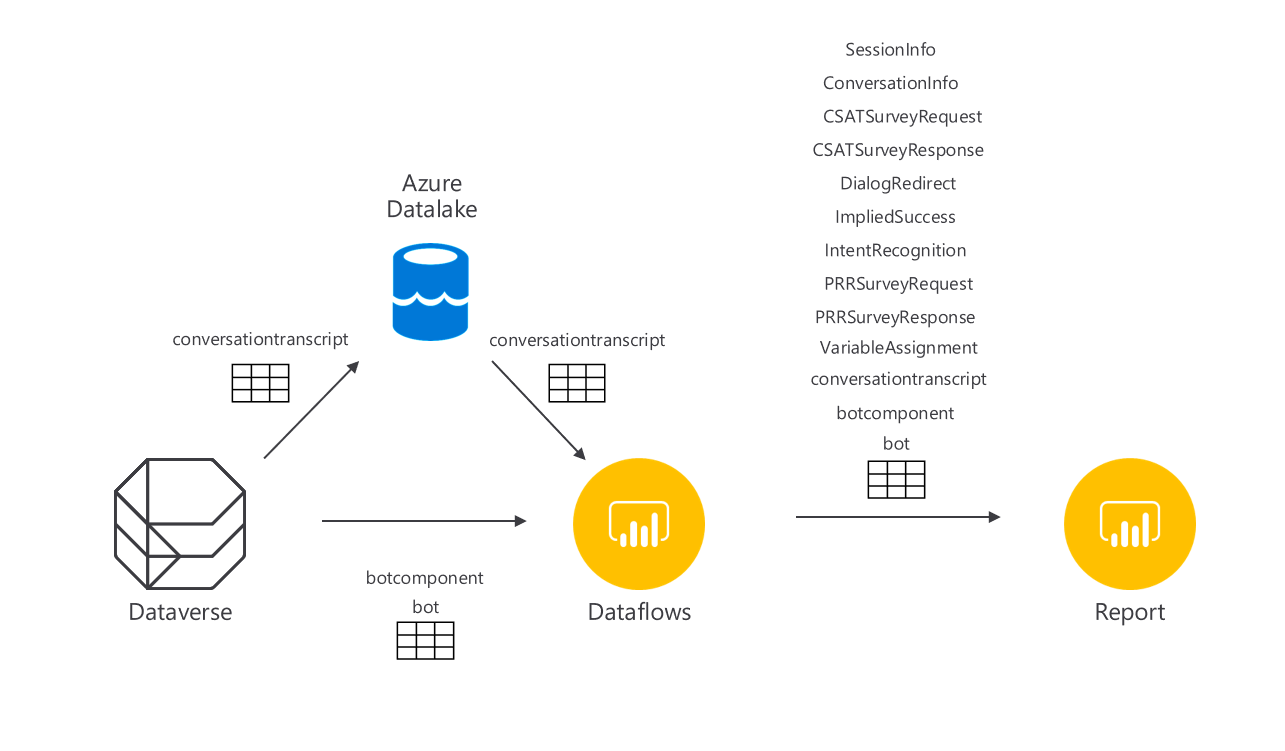 SessionInfo
ConversationInfo
CSATSurveyRequest
CSATSurveyResponse
DialogRedirect
ImpliedSuccess
IntentRecognition
PRRSurveyRequest
PRRSurveyResponse
VariableAssignment
conversationtranscript
botcomponent
bot
Azure
Datalake
conversationtranscript
conversationtranscript
botcomponent
bot
Dataverse
Dataflows
Report